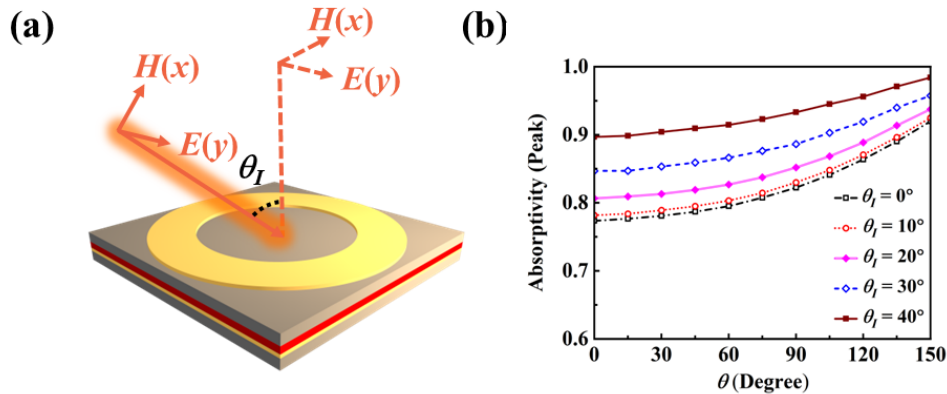 (a)
H(x)
E(y)
H(x)
E(y)
θI
(b)
Absorptivity (Peak)
1.0
0.9
0.8
0.7
0.6
θI = 0°
θI = 10°
θI = 20°
θI = 30°
θI = 40°
0 30 60 90 120 150
θ (Degree)